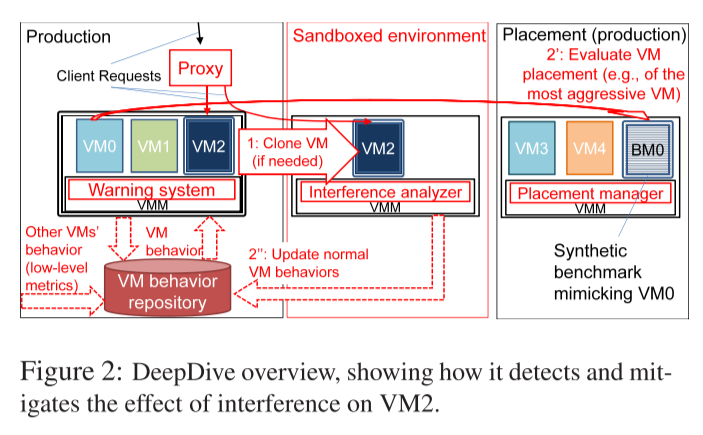 Production
Sandboxed environment
Placement (production)
Client Requests
Proxy
2': Evaluate VM
placement (e.g., of the
most aggressive VM)
VM0
VM1
VM2
1: Clone VM
(if needed)
VM2
VM3
VM4
BM0
Warning system
VMM
Interference analyzer
VMM
Placement manager
VMM
Other VMs'
behavior
(low-level
metrics)
VM
behavior
2": Update normal
VM behaviors
VM behavior
repository
Synthetic
benchmark
mimicking VM0
Figure 2: DeepDive overview, showing how it detects and mit-
igates the effect of interference on VM2.